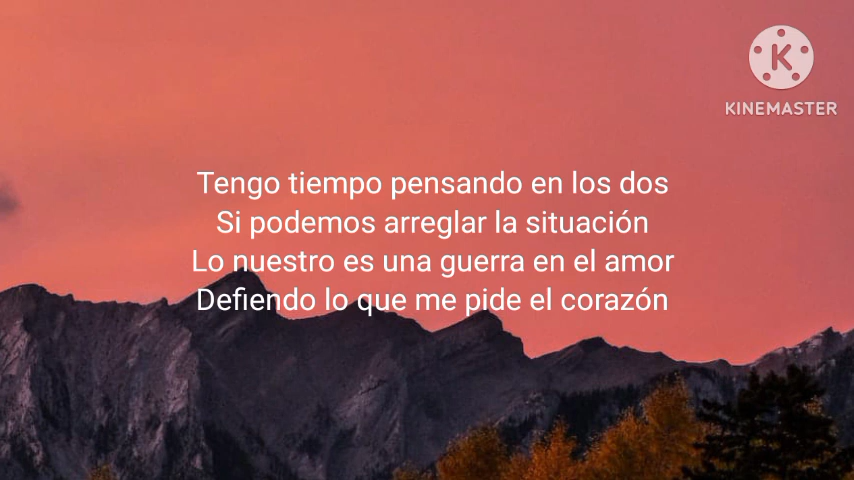 KINEMASTER
Tengo tiempo pensando en los dos
Si podemos arreglar la situación
Lo nuestro es una guerra en el amor
Defiendo lo que me pide el corazón